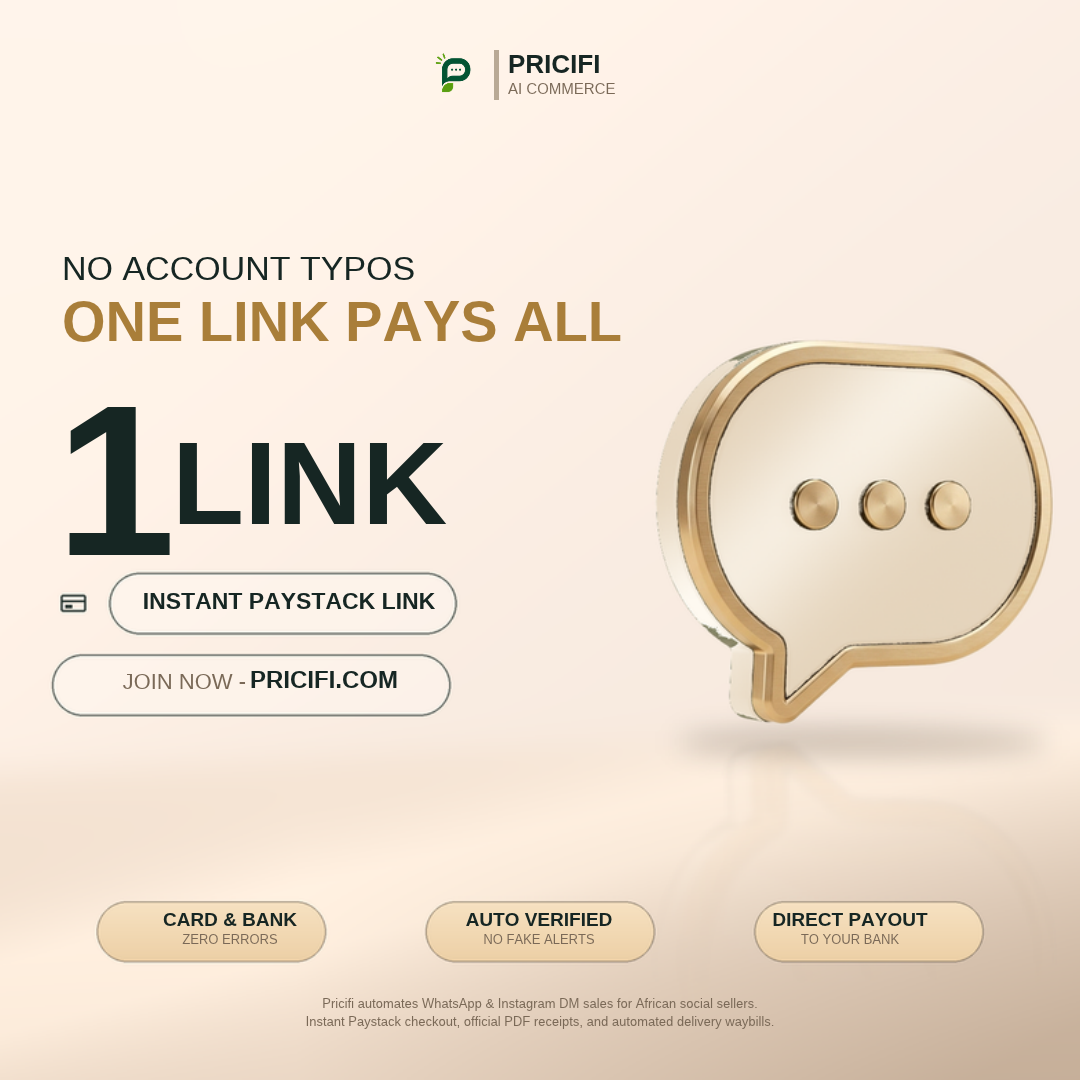 PRICIFI
AI COMMERCE
NO ACCOUNT TYPOS
ONE LINK PAYS ALL
1 LINK
INSTANT PAYSTACK LINK
JOIN NOW - PRICIFI.COM
CARD & BANK
ZERO ERRORS
AUTO VERIFIED
NO FAKE ALERTS
DIRECT PAYOUT
TO YOUR BANK
Pricifi automates WhatsApp & Instagram DM sales for African social sellers.
Instant Paystack checkout, official PDF receipts, and automated delivery waybills.